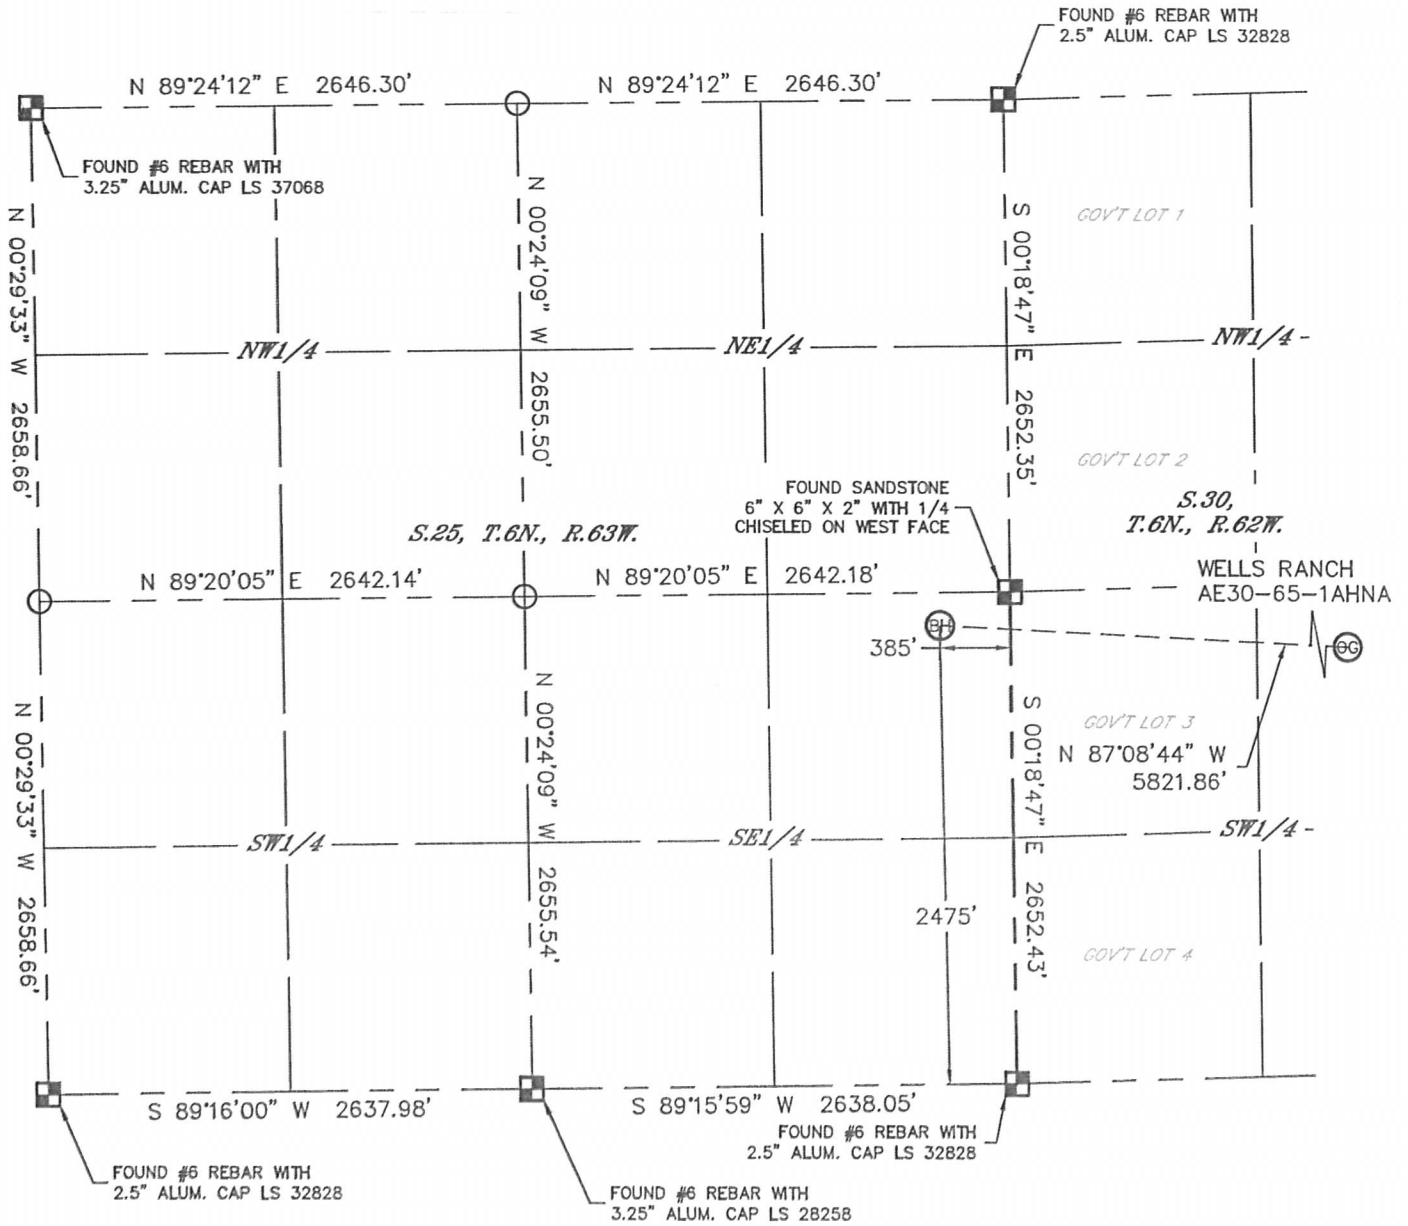 FOUND #6 REBAR WITH
2.5" ALUM. CAP LS 32828
N 89°24'12" E 2646.30'
N 89°24'12" E 2646.30'
FOUND #6 REBAR WITH
3.25" ALUM. CAP LS 37068
N 00°29'33" W 2658.66'
N 00°24'09" W 2655.50'
S 00°18'47" E 2652.35'
GOV'T LOT 1
NW1/4
NE1/4
NW1/4
GOV'T LOT 2
FOUND SANDSTONE
6" X 6" X 2" WITH 1/4
CHISELED ON WEST FACE
S.25, T.6N., R.63W.
S.30,
T.6N., R.62W.
N 89°20'05" E 2642.14'
N 89°20'05" E 2642.18'
WELLS RANCH
AE30-65-1AHNA
BH
385'
OG
N 00°29'33" W 2658.66'
N 00°24'09" W 2655.54'
S 00°18'47" E 2652.43'
GOV'T LOT 3
N 87°08'44" W
5821.86'
SW1/4
SE1/4
SW1/4
2475'
GOV'T LOT 4
S 89°16'00" W 2637.98'
S 89°15'59" W 2638.05'
FOUND #6 REBAR WITH
2.5" ALUM. CAP LS 32828
FOUND #6 REBAR WITH
2.5" ALUM. CAP LS 32828
FOUND #6 REBAR WITH
3.25" ALUM. CAP LS 28258